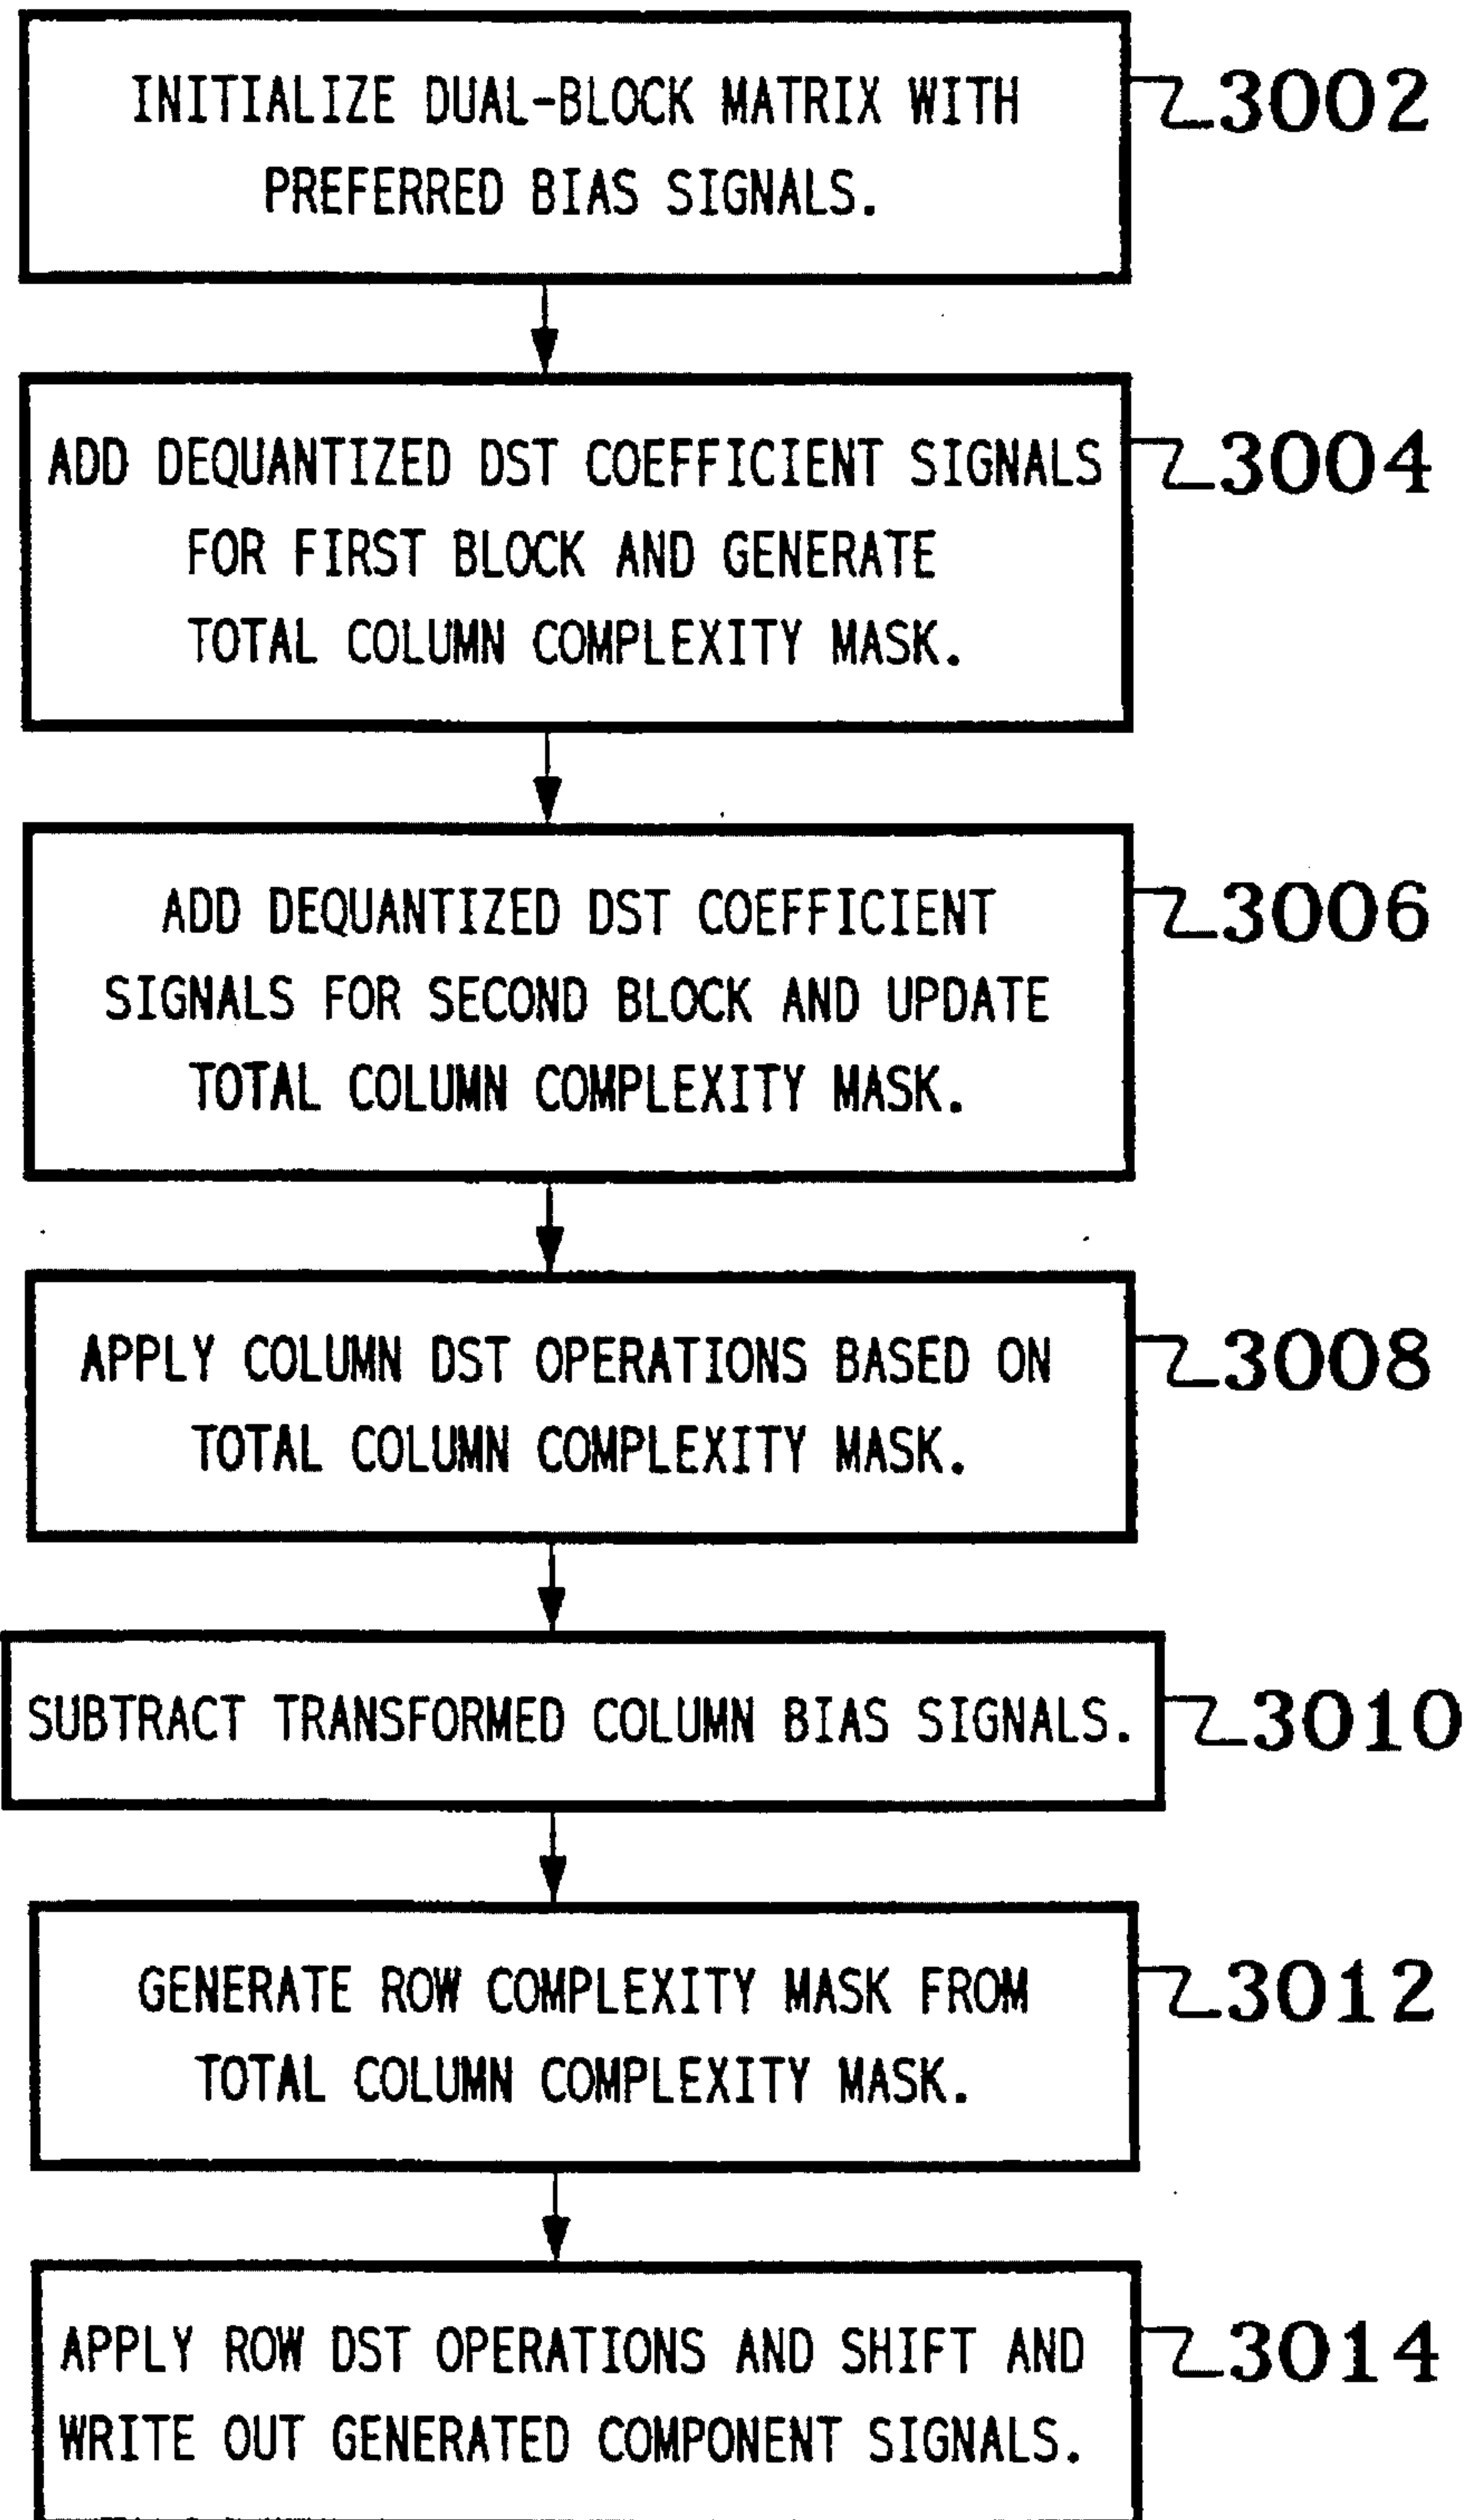 INITIALIZE DUAL-BLOCK MATRIX WITH
PREFERRED BIAS SIGNALS.
3002
ADD DEQUANTIZED DST COEFFICIENT SIGNALS
FOR FIRST BLOCK AND GENERATE
TOTAL COLUMN COMPLEXITY MASK.
3004
ADD DEQUANTIZED DST COEFFICIENT
SIGNALS FOR SECOND BLOCK AND UPDATE
TOTAL COLUMN COMPLEXITY MASK.
3006
APPLY COLUMN DST OPERATIONS BASED ON
TOTAL COLUMN COMPLEXITY MASK.
3008
SUBTRACT TRANSFORMED COLUMN BIAS SIGNALS.
3010
GENERATE ROW COMPLEXITY MASK FROM
TOTAL COLUMN COMPLEXITY MASK.
3012
APPLY ROW DST OPERATIONS AND SHIFT AND
WRITE OUT GENERATED COMPONENT SIGNALS.
3014